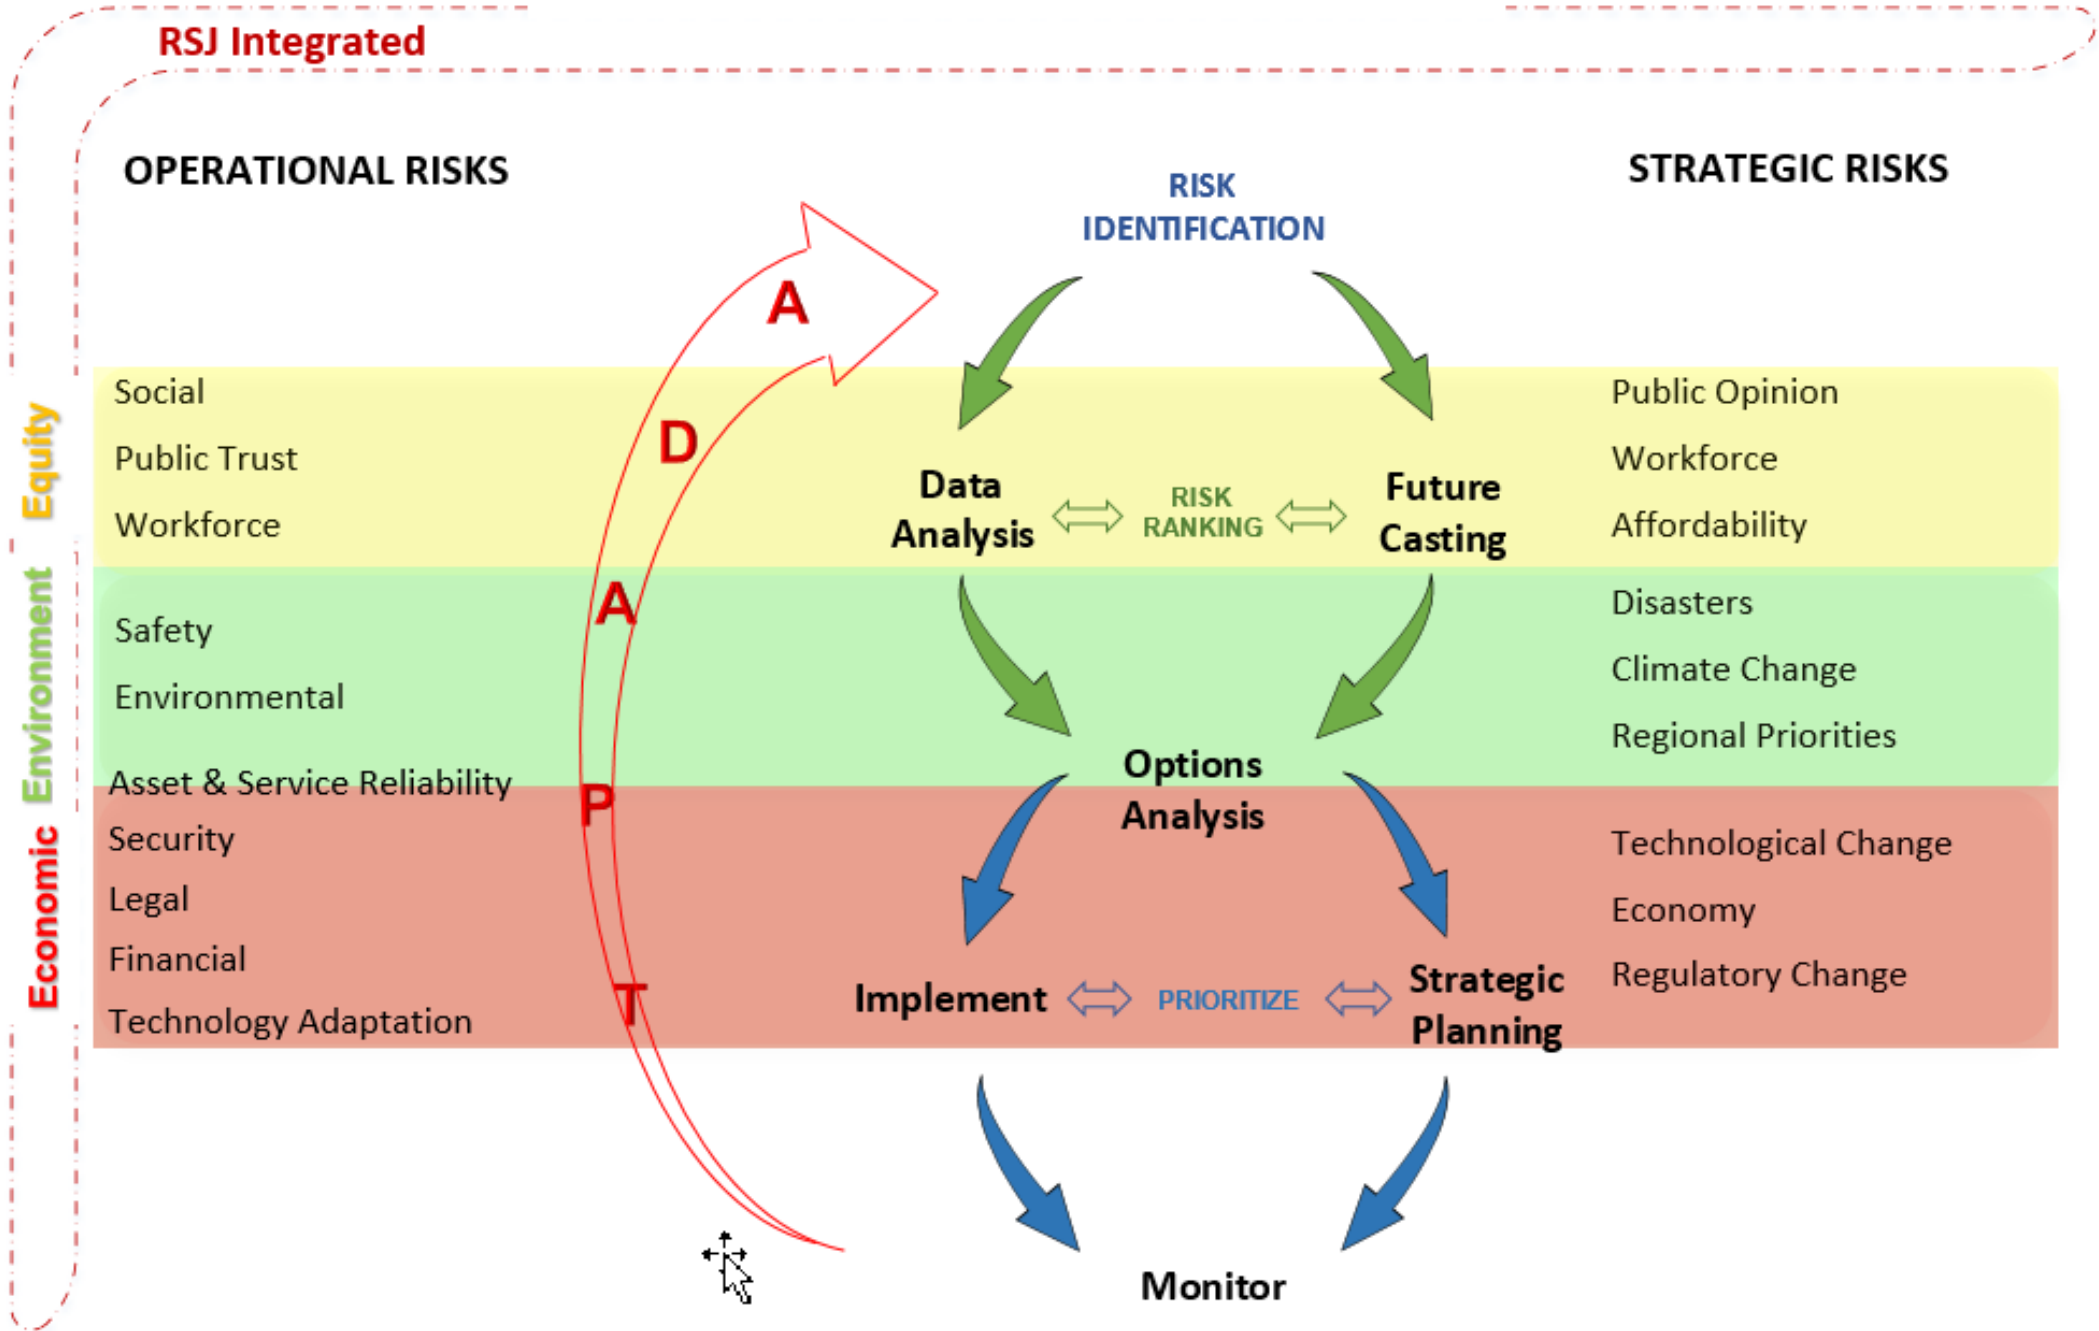 RSJ Integrated
OPERATIONAL RISKS
STRATEGIC RISKS
RISK
IDENTIFICATION
Equity
Social
Public Trust
Workforce
Data
Analysis
RISK
RANKING
Future
Casting
Public Opinion
Workforce
Affordability
Environment
Safety
Environmental
Asset & Service Reliability
Options
Analysis
Disasters
Climate Change
Regional Priorities
Economic
Security
Legal
Financial
Technology Adaptation
Implement
PRIORITIZE
Strategic
Planning
Technological Change
Economy
Regulatory Change
A
D
A
P
T
Monitor